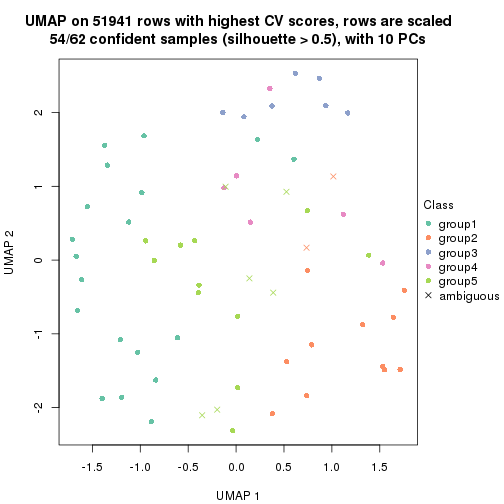 UMAP on 51941 rows with highest CV scores, rows are scaled
54/62 confident samples (silhouette > 0.5), with 10 PCs
UMAP 2
2
1
0
-1
-2
-1.5
-1.0
-0.5
0.0
0.5
1.0
1.5
UMAP 1
Class
group1
group2
group3
group4
group5
ambiguous